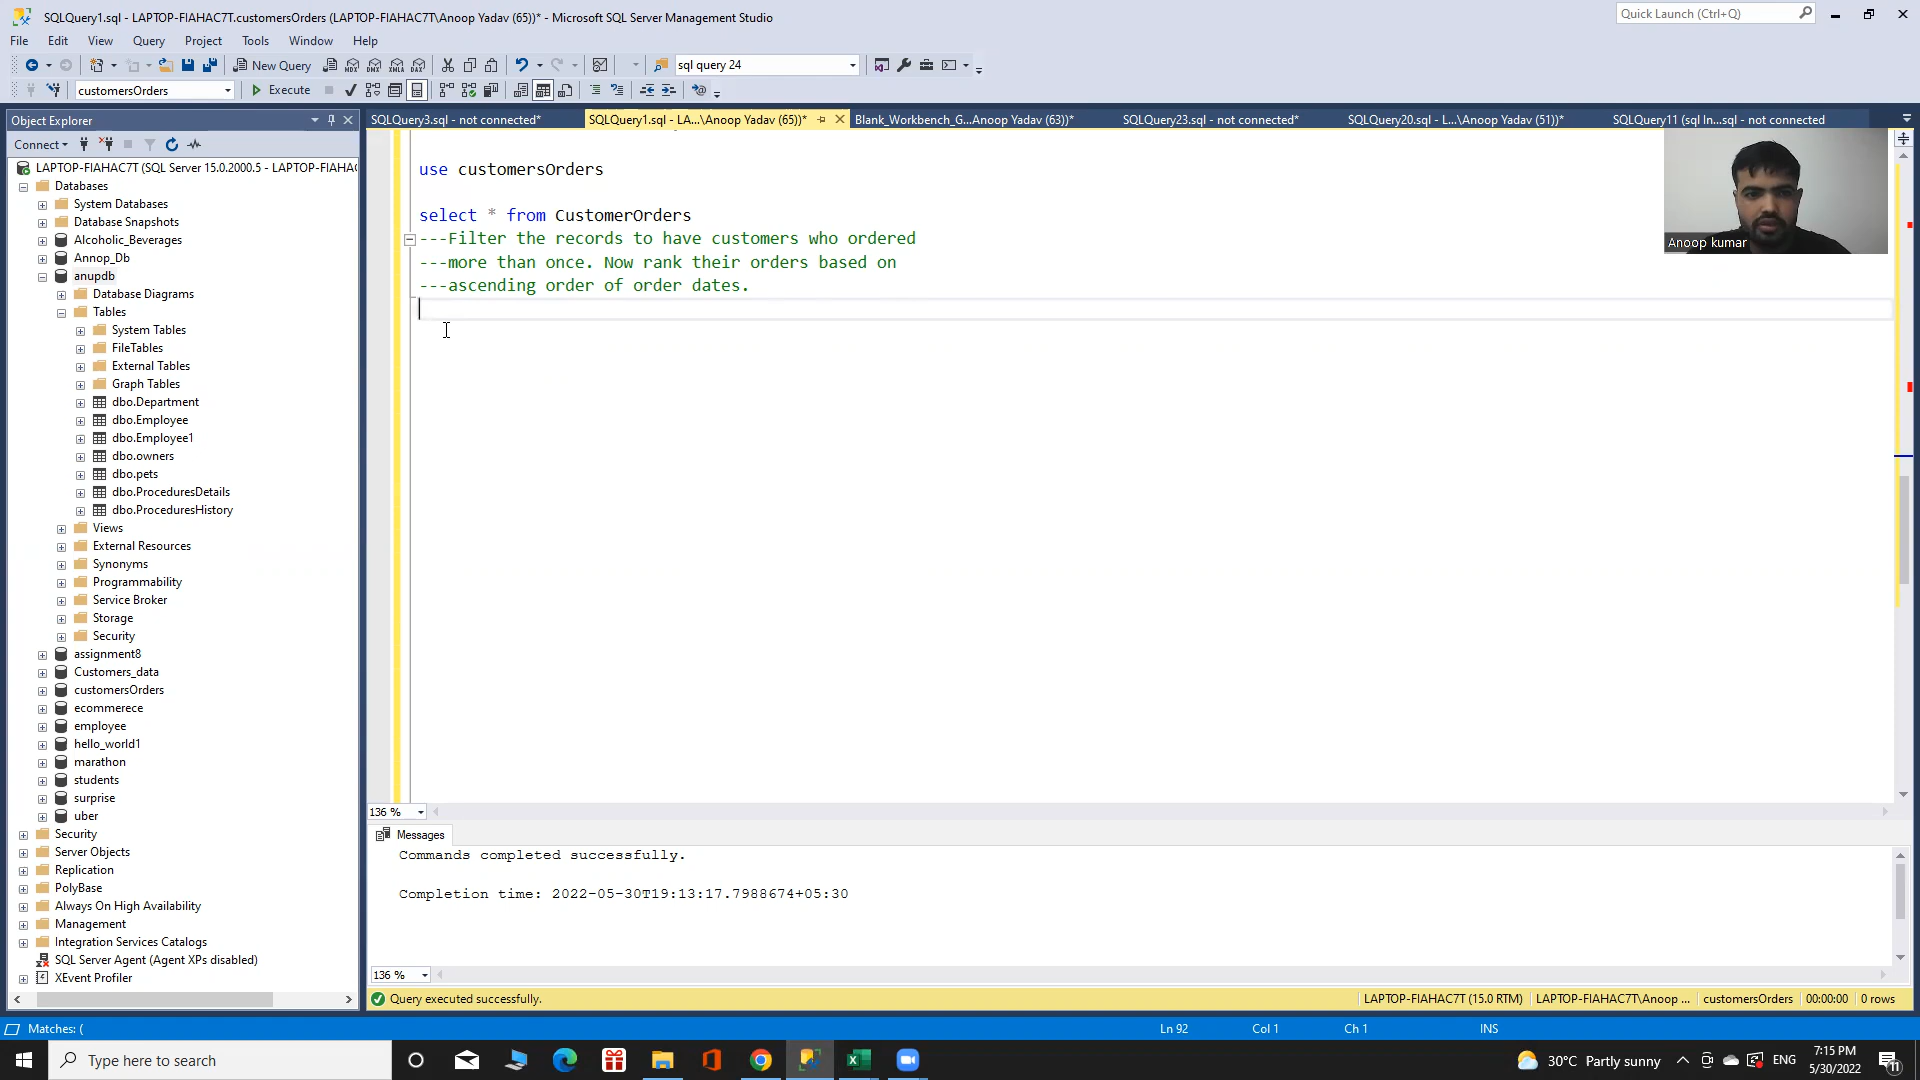 SQLQuery1.sql - LAPTOP-FIAHAC7T.customersOrders (LAPTOP-FIAHAC7T\Anoop Yadav (65))* - Microsoft SQL Server Management Studio
Quick Launch (Ctrl+Q)
File Edit View Query Project Tools Window Help
New Query
MDX DMX XMLA DAX
sql query 24
customersOrders
Execute
Object Explorer
SQLQuery3.sql - not connected*
SQLQuery1.sql - LA...\Anoop Yadav (65))*
Blank_Workbench_G...Anoop Yadav (63))*
SQLQuery23.sql - not connected*
SQLQuery20.sql - L...\Anoop Yadav (51))*
SQLQuery11 (sql In...sql - not connected
Connect
LAPTOP-FIAHAC7T (SQL Server 15.0.2000.5 - LAPTOP-FIAHAC
Databases
System Databases
Database Snapshots
Alcoholic_Beverages
Annop_Db
anupdb
Database Diagrams
Tables
System Tables
FileTables
External Tables
Graph Tables
dbo.Department
dbo.Employee
dbo.Employee1
dbo.owners
dbo.pets
dbo.ProceduresDetails
dbo.ProceduresHistory
Views
External Resources
Synonyms
Programmability
Service Broker
Storage
Security
assignment8
Customers_data
customersOrders
ecommerece
employee
hello_world1
marathon
students
surprise
uber
Security
Server Objects
Replication
PolyBase
Always On High Availability
Management
Integration Services Catalogs
SQL Server Agent (Agent XPs disabled)
XEvent Profiler
use customersOrders
select * from CustomerOrders
---Filter the records to have customers who ordered
---more than once. Now rank their orders based on
---ascending order of order dates.
Anoop kumar
136 %
Messages
Commands completed successfully.
Completion time: 2022-05-30T19:13:17.7988674+05:30
136 %
Query executed successfully.
LAPTOP-FIAHAC7T (15.0 RTM)
LAPTOP-FIAHAC7T\Anoop ...
customersOrders
00:00:00
0 rows
Matches: (
Ln 92
Col 1
Ch 1
INS
Type here to search
30°C Partly sunny
ENG
7:15 PM
5/30/2022
11